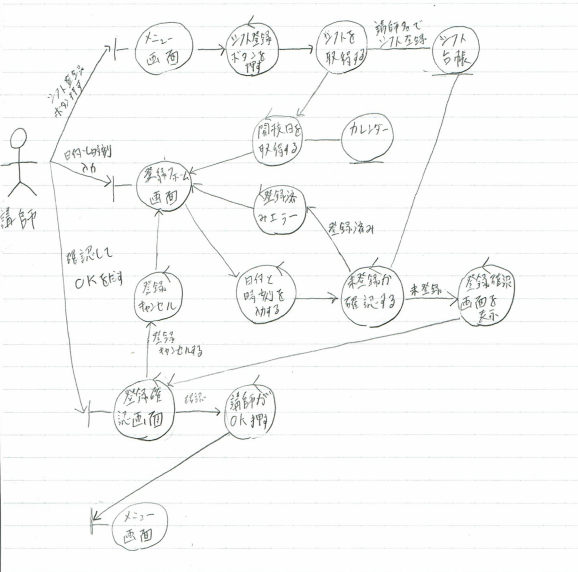 メニュー
画面
シフト登録
ボタンを
押す
シフトを
取得する
講師名で
シフト登録
シフト
台帳
シフト登録
ボタン押す
開校日を
取得する
カレンダー
日付と時刻
入力
登録フォーム
画面
登録済
みエラー
登録済み
講師
確認して
OKを押す
登録
キャンセル
日付と
時刻を
入力する
未登録か
確認する
未登録
登録確認
画面を
表示
登録
キャンセルする
登録確
認画面
確認
講師が
OK押す
メニュー
画面